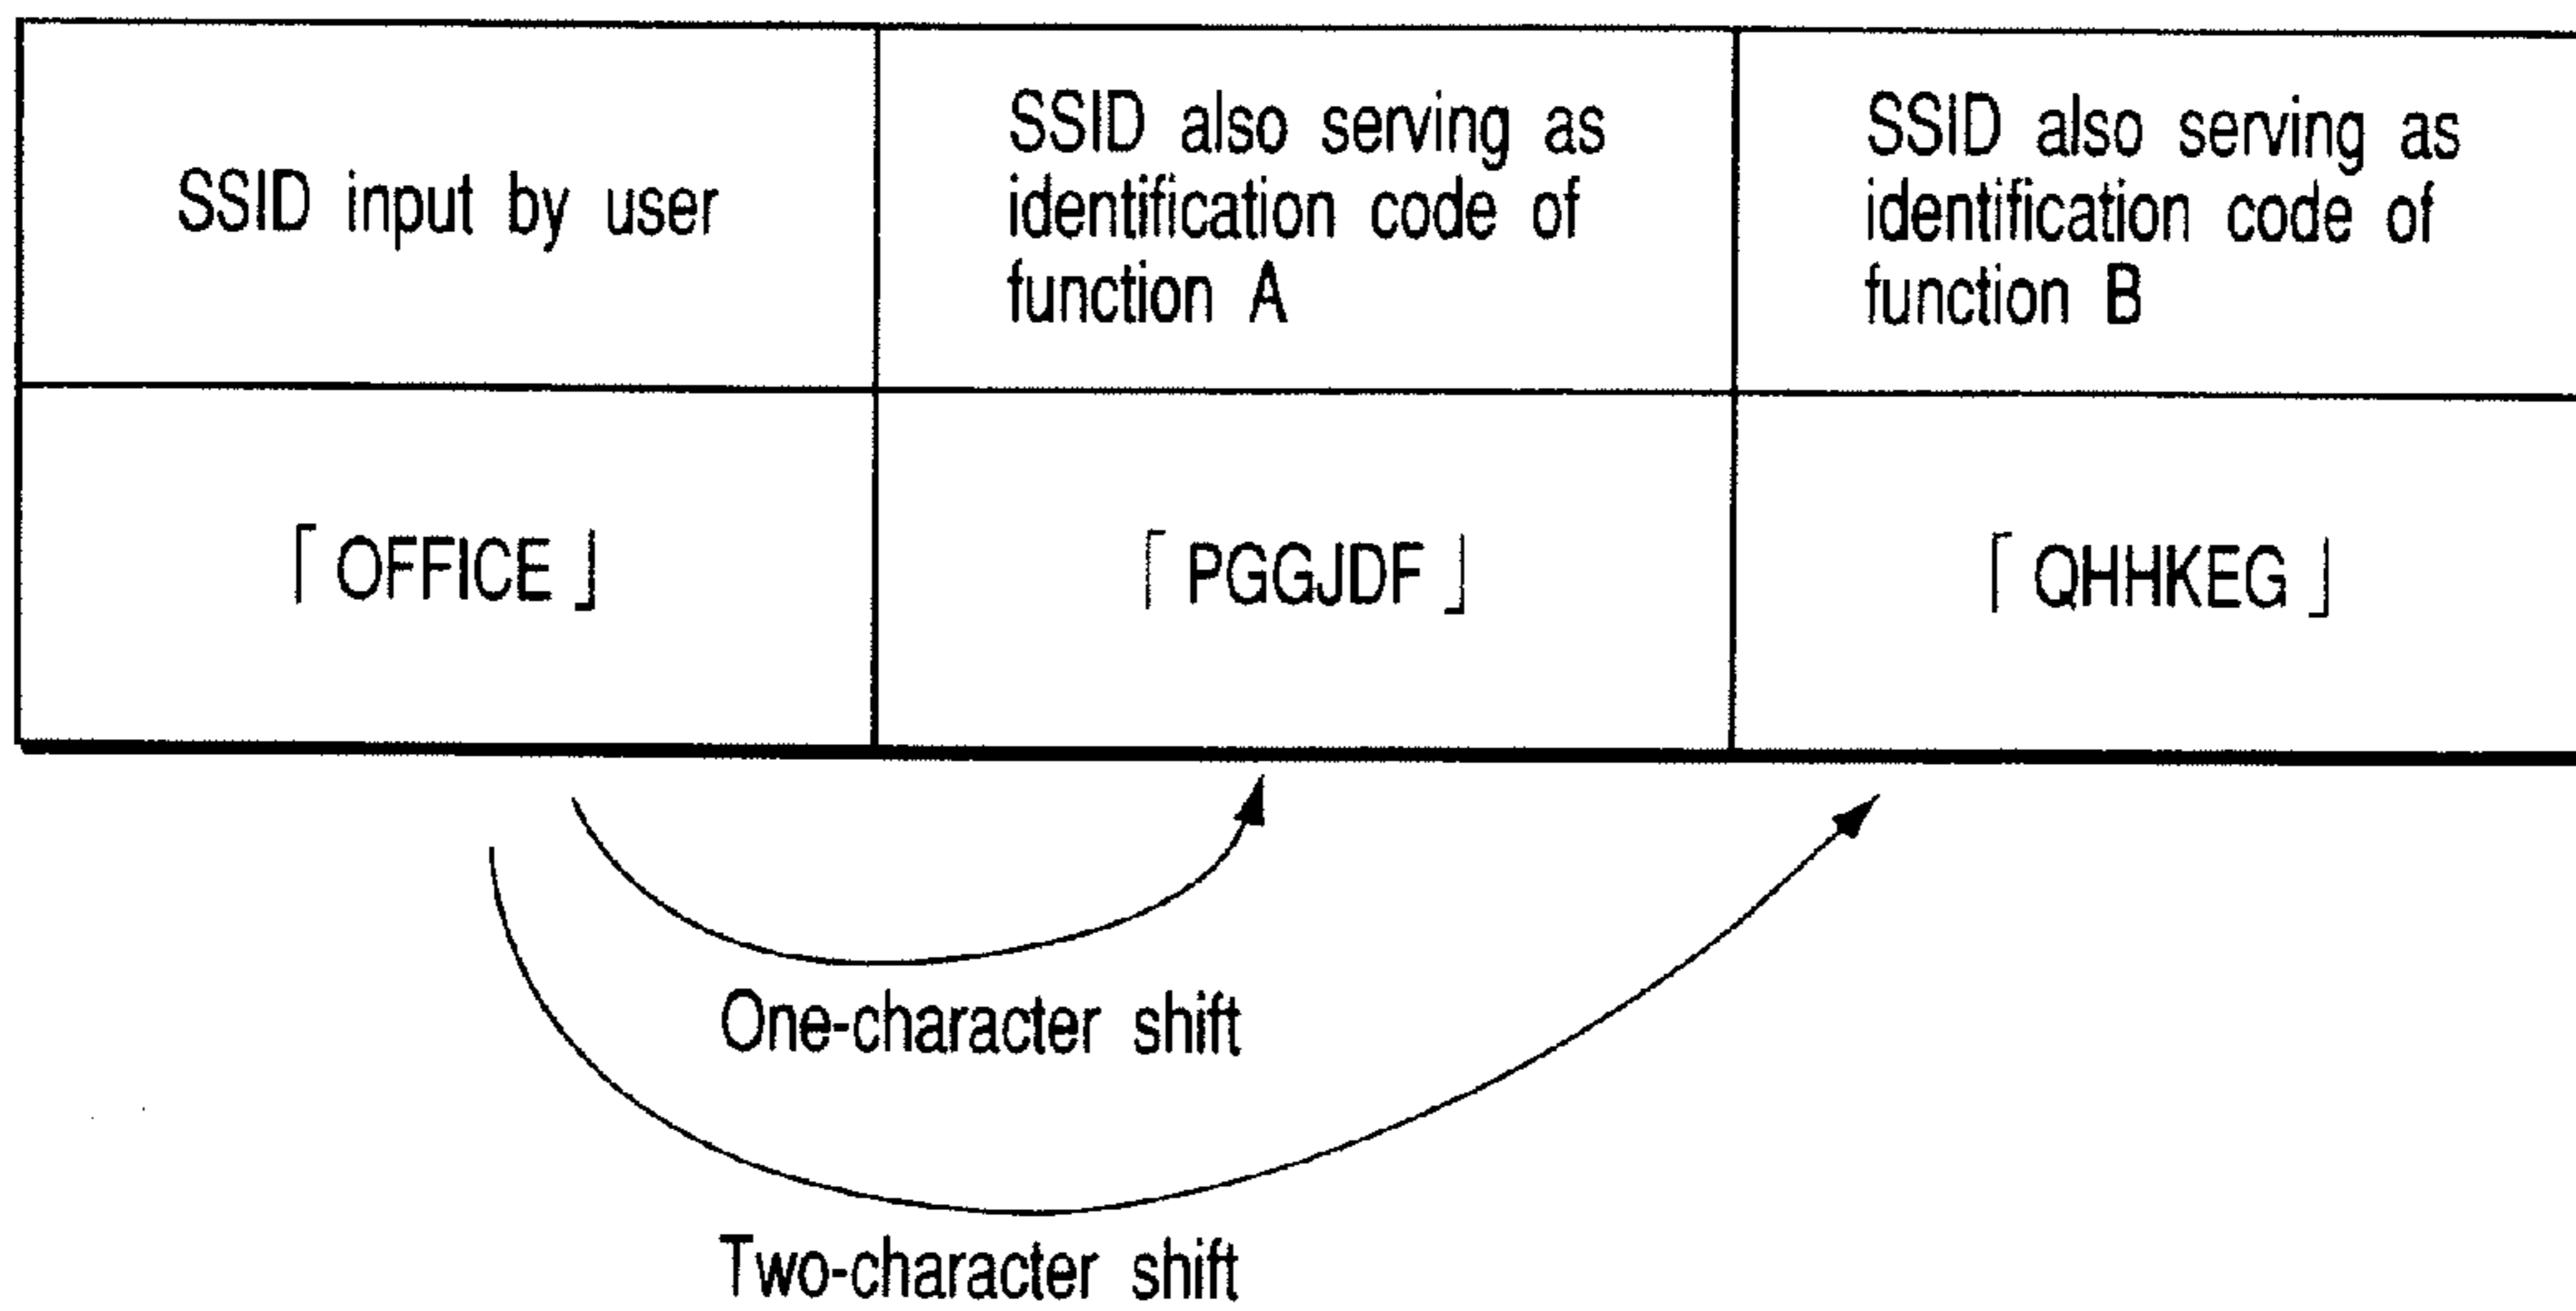 SSID input by user
SSID also serving as
identification code of
function A
SSID also serving as
identification code of
function B
「OFFICE」
「PGGJDF」
「QHHKEG」
One-character shift
Two-character shift